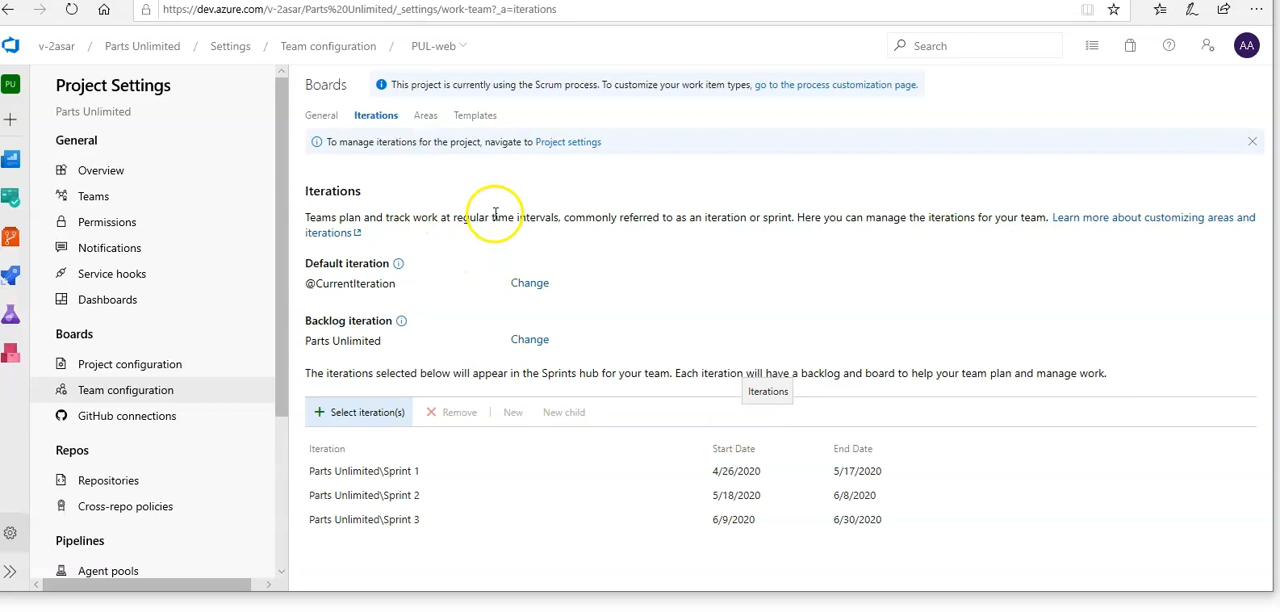 https://dev.azure.com/v-2asar/Parts%20Unlimited/_settings/work-team?_a=iterations
v-2asar / Parts Unlimited / Settings / Team configuration / PUL-web
Search
AA
PU
Project Settings
Parts Unlimited
General
Overview
Teams
Permissions
Notifications
Service hooks
Dashboards
Boards
Project configuration
Team configuration
GitHub connections
Repos
Repositories
Cross-repo policies
Pipelines
Agent pools
Boards
This project is currently using the Scrum process. To customize your work item types, go to the process customization page.
General Iterations Areas Templates
To manage iterations for the project, navigate to Project settings
Iterations
Teams plan and track work at regular time intervals, commonly referred to as an iteration or sprint. Here you can manage the iterations for your team. Learn more about customizing areas and
iterations
Default iteration
@CurrentIteration Change
Backlog iteration
Parts Unlimited Change
The iterations selected below will appear in the Sprints hub for your team. Each iteration will have a backlog and board to help your team plan and manage work.
Iterations
+ Select iteration(s) Remove New New child
Iteration Start Date End Date
Parts Unlimited\Sprint 1 4/26/2020 5/17/2020
Parts Unlimited\Sprint 2 5/18/2020 6/8/2020
Parts Unlimited\Sprint 3 6/9/2020 6/30/2020